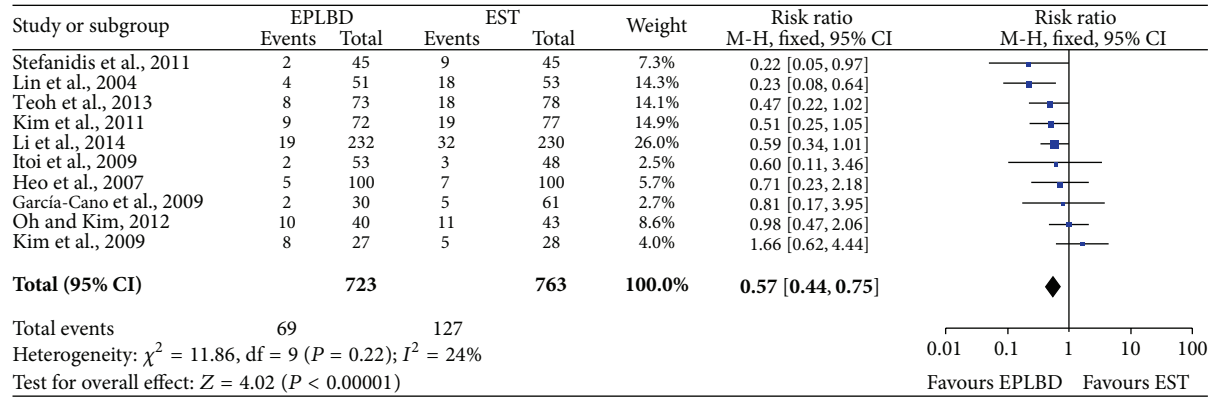 Study or subgroup EPLBD EST Weight Risk ratio Risk ratio
Events Total Events Total M-H, fixed, 95% CI M-H, fixed, 95% CI
Stefanidis et al., 2011 2 45 9 45 7.3% 0.22 [0.05, 0.97]
Lin et al., 2004 4 51 18 53 14.3% 0.23 [0.08, 0.64]
Teoh et al., 2013 8 73 18 78 14.1% 0.47 [0.22, 1.02]
Kim et al., 2011 9 72 19 77 14.9% 0.51 [0.25, 1.05]
Li et al., 2014 19 232 32 230 26.0% 0.59 [0.34, 1.01]
Itoi et al., 2009 2 53 3 48 2.5% 0.60 [0.11, 3.46]
Heo et al., 2007 5 100 7 100 5.7% 0.71 [0.23, 2.18]
García-Cano et al., 2009 2 30 5 61 2.7% 0.81 [0.17, 3.95]
Oh and Kim, 2012 10 40 11 43 8.6% 0.98 [0.47, 2.06]
Kim et al., 2009 8 27 5 28 4.0% 1.66 [0.62, 4.44]
Total (95% CI) 723 763 100.0% 0.57 [0.44, 0.75]
Total events 69 127
Heterogeneity: χ² = 11.86, df = 9 (P = 0.22); I² = 24%
Test for overall effect: Z = 4.02 (P < 0.00001)
0.01 0.1 1 10 100
Favours EPLBD Favours EST